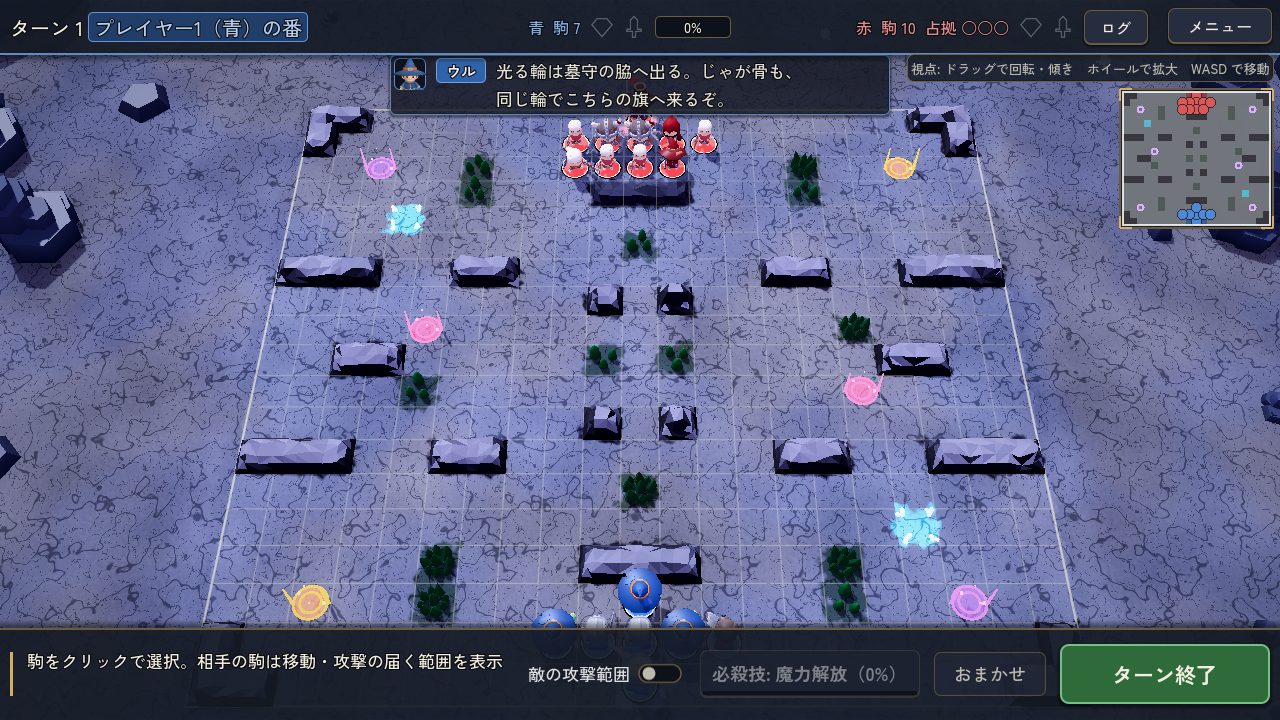 ターン 1 プレイヤー1（青）の番
青 駒 7
0%
赤 駒 10 占拠 〇〇〇
ログ
メニュー
ウル
光る輪は墓守の脇へ出る。じゃが骨も、
同じ輪でこちらの旗へ来るぞ。
視点: ドラッグで回転・傾き ホイールで拡大 WASD で移動
駒をクリックで選択。相手の駒は移動・攻撃の届く範囲を表示
敵の攻撃範囲
必殺技: 魔力解放（0%）
おまかせ
ターン終了